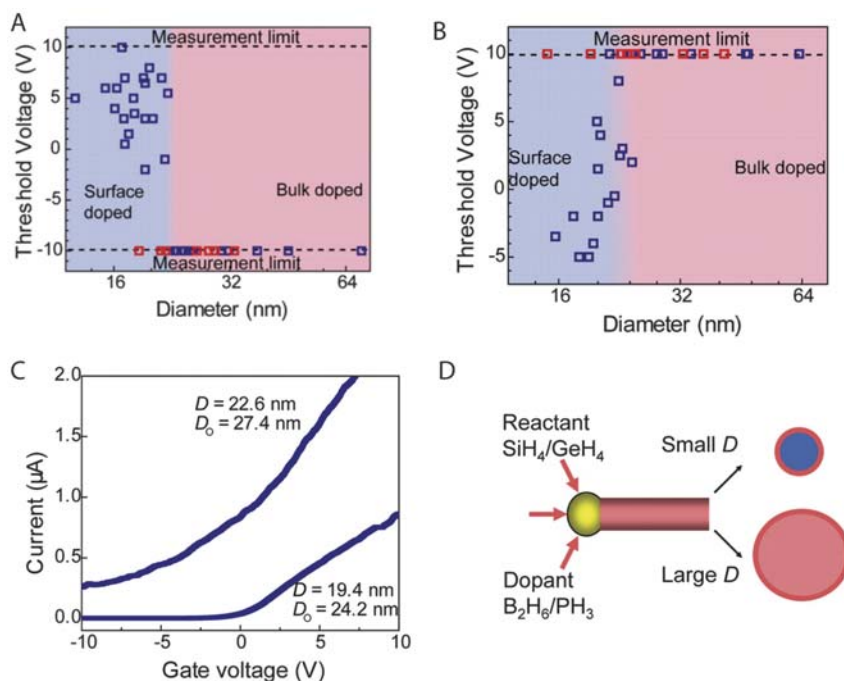 A
Measurement limit
10
5
0
-5
-10
Threshold Voltage (V)
Surface
doped
Bulk doped
Measurement limit
16
32
64
Diameter (nm)
B
Measurement limit
10
5
0
-5
Threshold Voltage (V)
Surface
doped
Bulk doped
16
32
64
Diameter (nm)
C
2.0
1.5
1.0
0.5
0.0
Current (µA)
D = 22.6 nm
Dₒ = 27.4 nm
D = 19.4 nm
Dₒ = 24.2 nm
-10
-5
0
5
10
Gate voltage (V)
D
Reactant
SiH₄/GeH₄
Dopant
B₂H₆/PH₃
Small D
Large D